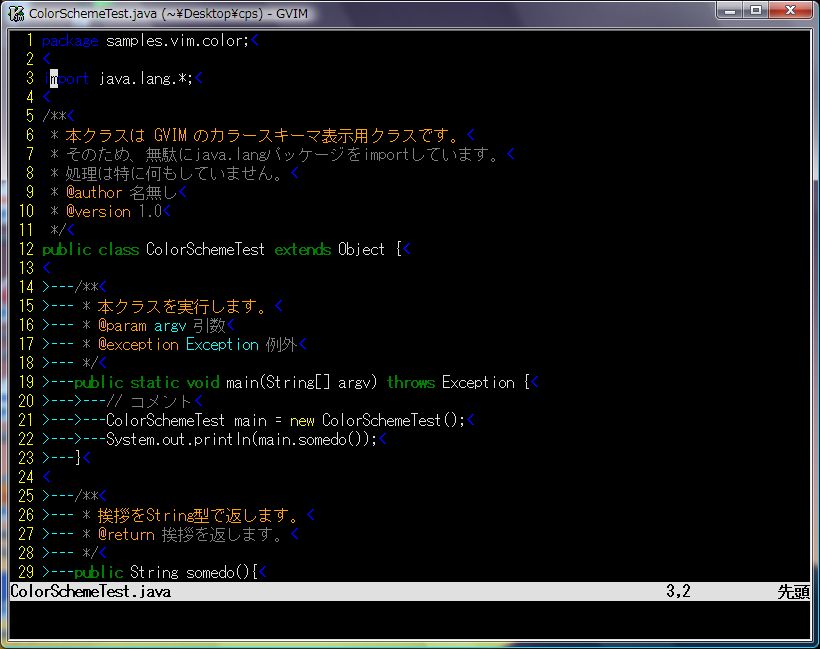 ColorSchemeTest.java (~¥Desktop¥cps) - GVIM
1 package samples.vim.color;<
2 <
3 import java.lang.*;<
4 <
5 /**<
6  * 本クラスは GVIM のカラースキーマ表示用クラスです。<
7  * そのため、無駄にjava.langパッケージをimportしています。<
8  * 処理は特に何もしていません。<
9  * @author 名無し<
10  * @version 1.0<
11  */<
12 public class ColorSchemeTest extends Object {<
13 <
14 >---/**<
15 >--- * 本クラスを実行します。<
16 >--- * @param argv 引数<
17 >--- * @exception Exception 例外<
18 >--- */<
19 >---public static void main(String[] argv) throws Exception {<
20 >--->---// コメント<
21 >--->---ColorSchemeTest main = new ColorSchemeTest();<
22 >--->---System.out.println(main.somedo());<
23 >---}<
24 <
25 >---/**<
26 >--- * 挨拶をString型で返します。<
27 >--- * @return 挨拶を返します。<
28 >--- */<
29 >---public String somedo(){<
ColorSchemeTest.java 3,2 先頭